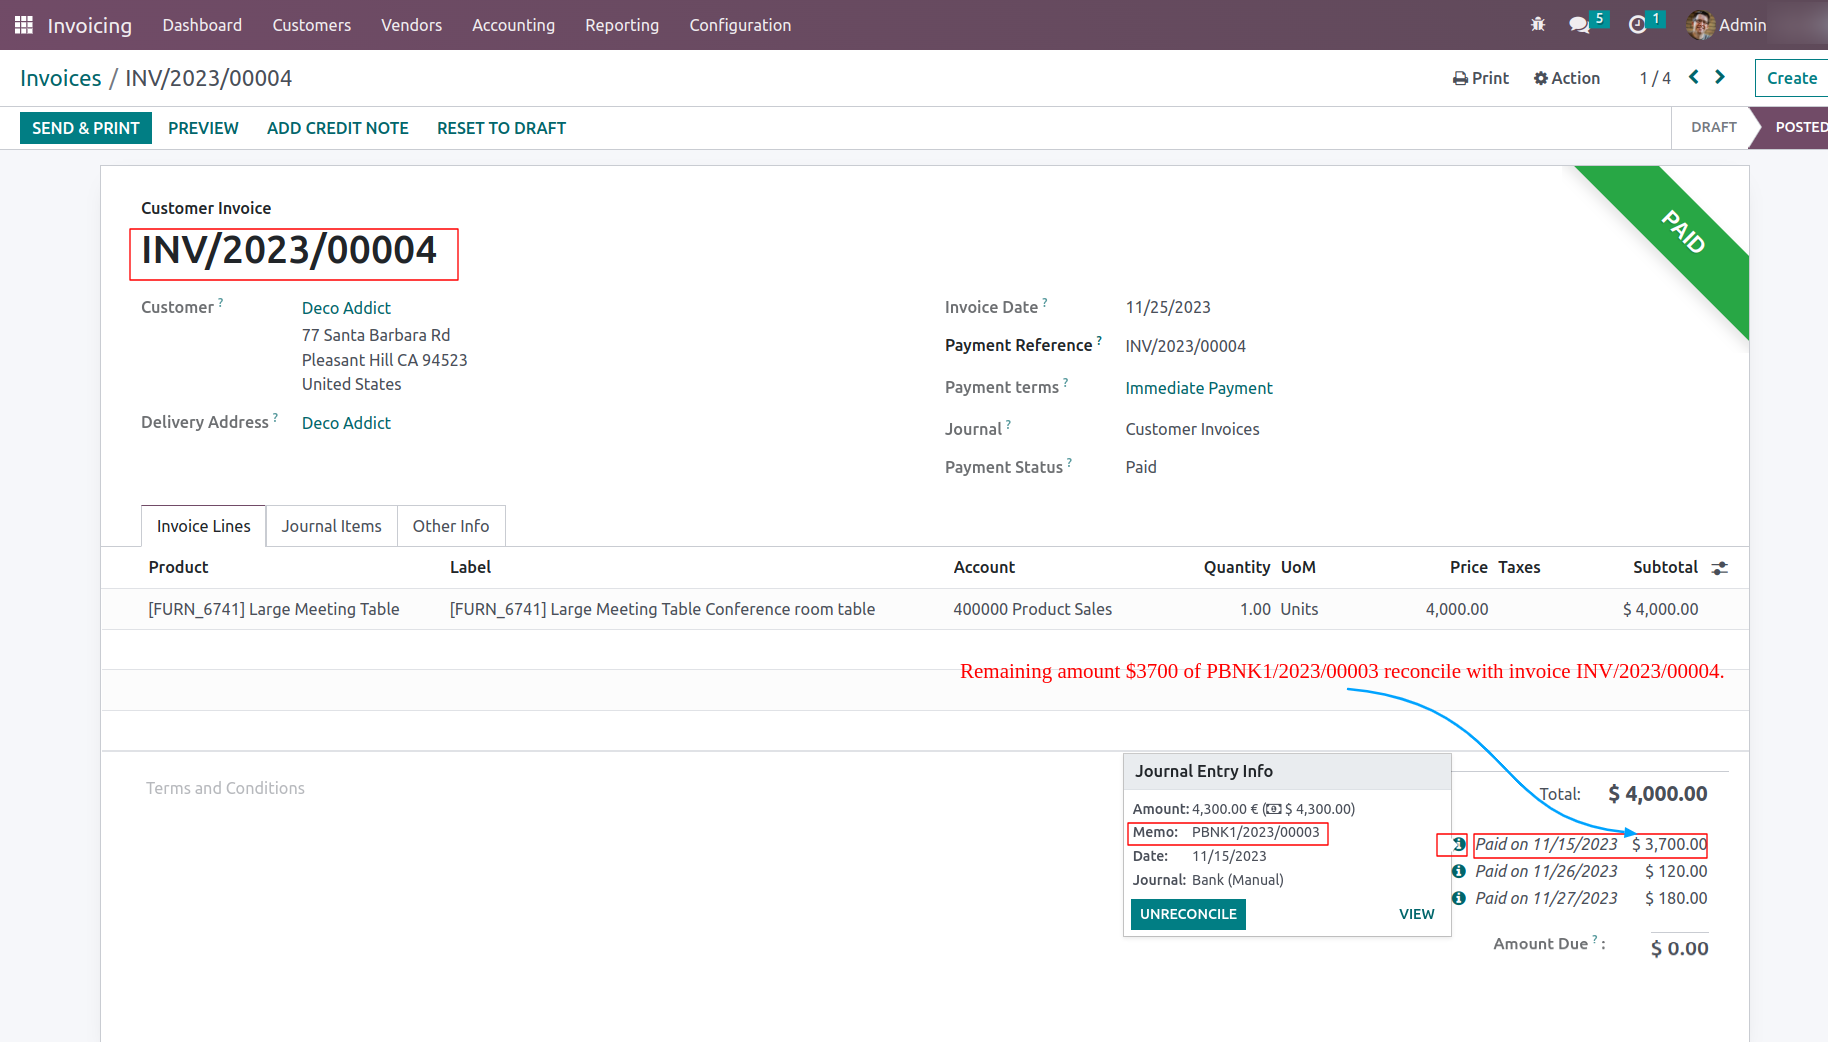 Invoicing Dashboard Customers Vendors Accounting Reporting Configuration 5 1 Admin
Invoices / INV/2023/00004 Print Action 1 / 4 Create
SEND & PRINT PREVIEW ADD CREDIT NOTE RESET TO DRAFT DRAFT POSTED
PAID
Customer Invoice
INV/2023/00004
Customer ? Deco Addict Invoice Date ? 11/25/2023
77 Santa Barbara Rd
Pleasant Hill CA 94523
United States
Payment Reference ? INV/2023/00004
Payment terms ? Immediate Payment
Delivery Address ? Deco Addict Journal ? Customer Invoices
Payment Status ? Paid
Invoice Lines Journal Items Other Info
Product Label Account Quantity UoM Price Taxes Subtotal
[FURN_6741] Large Meeting Table [FURN_6741] Large Meeting Table Conference room table 400000 Product Sales 1.00 Units 4,000.00 $ 4,000.00
Remaining amount $3700 of PBNK1/2023/00003 reconcile with invoice INV/2023/00004.
Terms and Conditions
Journal Entry Info
Amount: 4,300.00 € ( $ 4,300.00)
Memo: PBNK1/2023/00003
Date: 11/15/2023
Journal: Bank (Manual)
UNRECONCILE VIEW
Total: $ 4,000.00
Paid on 11/15/2023 $ 3,700.00
Paid on 11/26/2023 $ 120.00
Paid on 11/27/2023 $ 180.00
Amount Due ? : $ 0.00